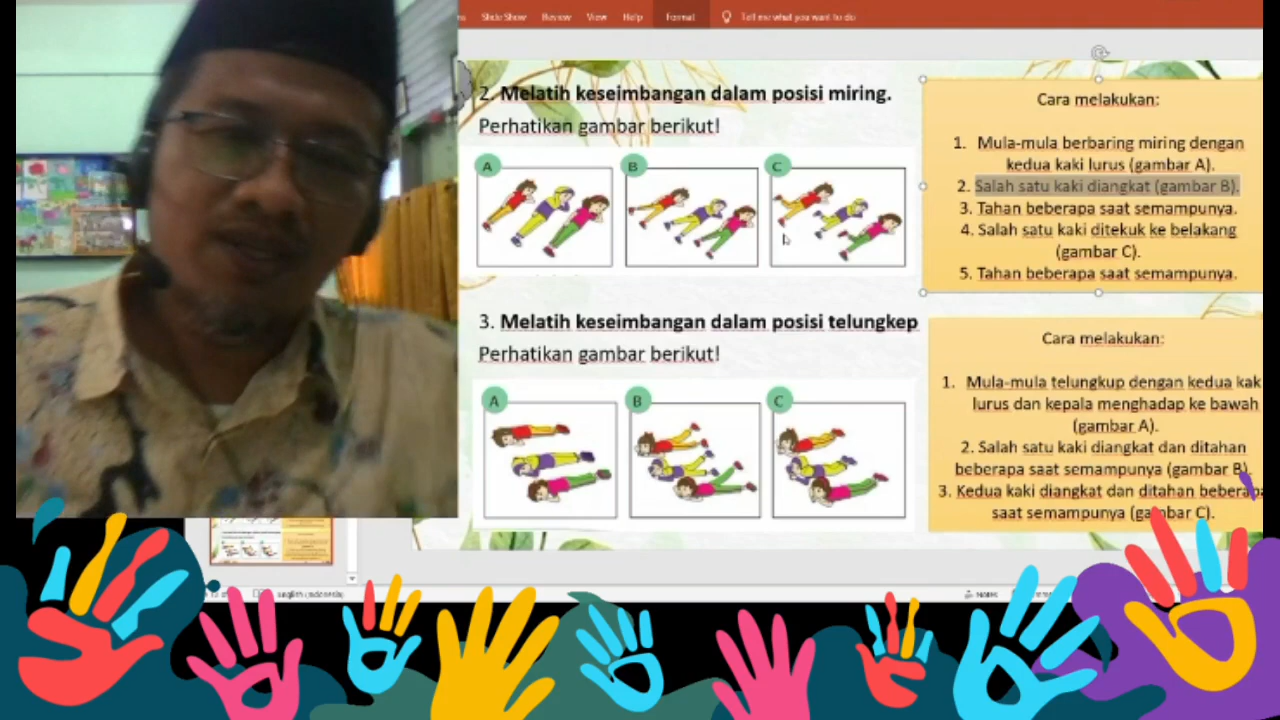 Slide Show Review View Help Format Tell me what you want to do
2. Melatih keseimbangan dalam posisi miring.
Perhatikan gambar berikut!
A B C
Cara melakukan:
1. Mula-mula berbaring miring dengan
kedua kaki lurus (gambar A).
2. Salah satu kaki diangkat (gambar B).
3. Tahan beberapa saat semampunya.
4. Salah satu kaki ditekuk ke belakang
(gambar C).
5. Tahan beberapa saat semampunya.
3. Melatih keseimbangan dalam posisi telungkep
Perhatikan gambar berikut!
A B C
Cara melakukan:
1. Mula-mula telungkup dengan kedua kak
lurus dan kepala menghadap ke bawah
(gambar A).
2. Salah satu kaki diangkat dan ditahan
beberapa saat semampunya (gambar B).
3. Kedua kaki diangkat dan ditahan bebera
saat semampunya (gambar C).
English (Indonesia) Notes